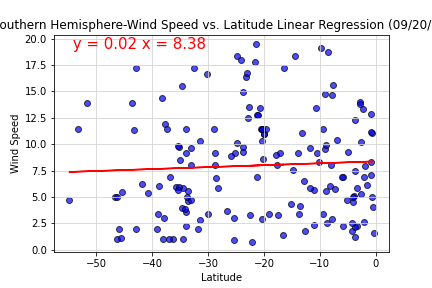 outhern Hemisphere-Wind Speed vs. Latitude Linear Regression (09/20/
20.0
y = 0.02 x = 8.38
17.5
15.0
12.5
Wind Speed
10.0
7.5
5.0
2.5
0.0
−50 −40 −30 −20 −10 0
Latitude